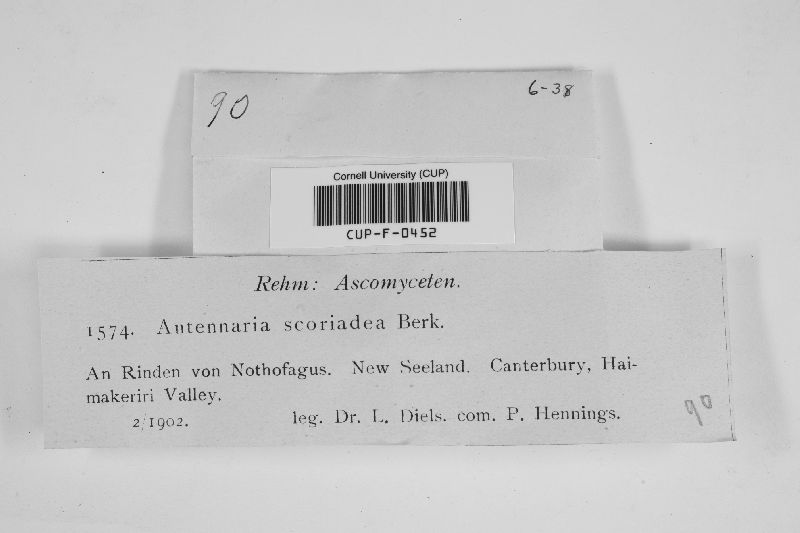 90
6-38
Cornell University (CUP)
CUP-F-0452
Rehm: Ascomyceten.
1574. Antennaria scoriadea Berk.
An Rinden von Nothofagus. New Seeland. Canterbury, Hai-
makeriri Valley.
2/1902. leg. Dr. L. Diels. com. P. Hennings.
90